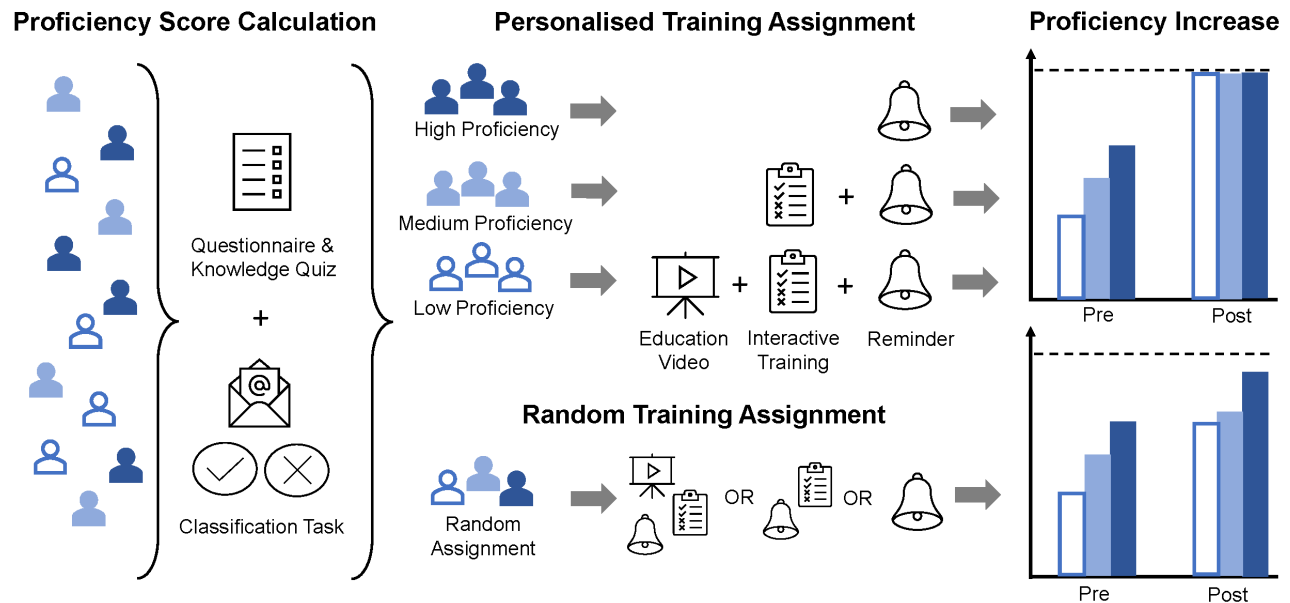 Proficiency Score Calculation
Questionnaire &
Knowledge Quiz
+
@
Classification Task
Personalised Training Assignment
High Proficiency
Medium Proficiency
+
Low Proficiency
+
+
Education
Video
Interactive
Training
Reminder
Random Training Assignment
Random
Assignment
OR
OR
Proficiency Increase
Pre
Post
Pre
Post